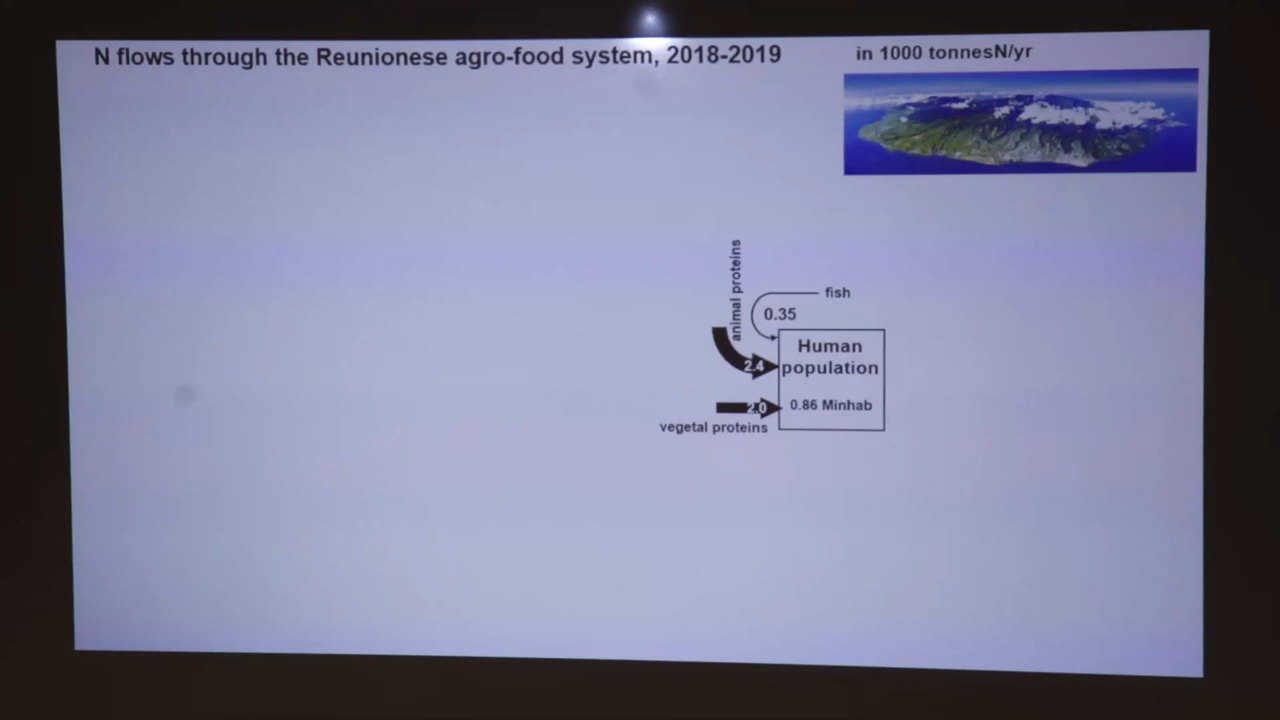 N flows through the Reunionese agro-food system, 2018-2019
in 1000 tonnesN/yr
animal proteins
fish
0.35
Human
population
2.4
0.86 Minhab
2.0
vegetal proteins